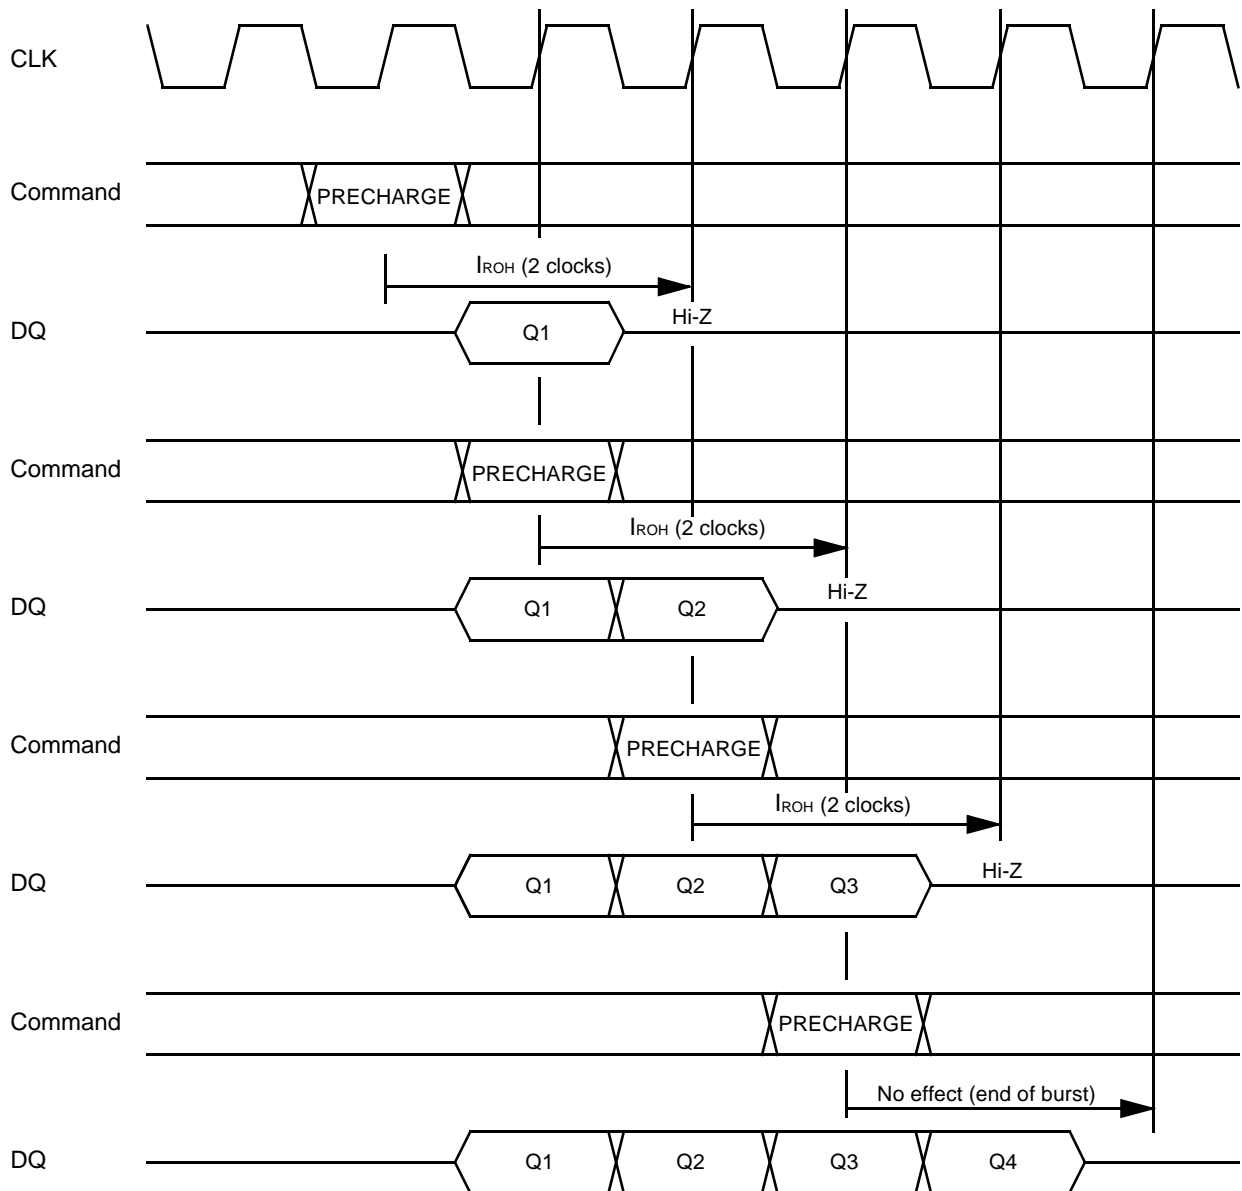 CLK
Command
PRECHARGE
IROH (2 clocks)
DQ
Q1
Hi-Z
Command
PRECHARGE
IROH (2 clocks)
DQ
Q1
Q2
Hi-Z
Command
PRECHARGE
IROH (2 clocks)
DQ
Q1
Q2
Q3
Hi-Z
Command
PRECHARGE
No effect (end of burst)
DQ
Q1
Q2
Q3
Q4